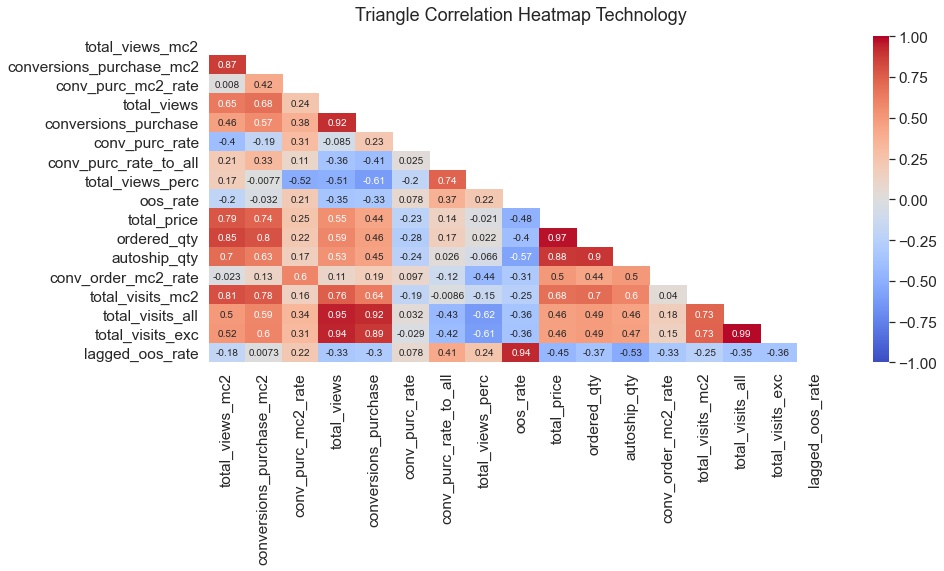 Triangle Correlation Heatmap Technology
total_views_mc2
conversions_purchase_mc2 0.87
conv_purc_mc2_rate 0.008 0.42
total_views 0.65 0.68 0.24
conversions_purchase 0.46 0.57 0.38 0.92
conv_purc_rate -0.4 -0.19 0.31 -0.085 0.23
conv_purc_rate_to_all 0.21 0.33 0.11 -0.36 -0.41 0.025
total_views_perc 0.17 -0.0077 -0.52 -0.51 -0.61 -0.2 0.74
oos_rate -0.2 -0.032 0.21 -0.35 -0.33 0.078 0.37 0.22
total_price 0.79 0.74 0.25 0.55 0.44 -0.23 0.14 -0.021 -0.48
ordered_qty 0.85 0.8 0.22 0.59 0.46 -0.28 0.17 0.022 -0.4 0.97
autoship_qty 0.7 0.63 0.17 0.53 0.45 -0.24 0.026 -0.066 -0.57 0.88 0.9
conv_order_mc2_rate -0.023 0.13 0.6 0.11 0.19 0.097 -0.12 -0.44 -0.31 0.5 0.44 0.5
total_visits_mc2 0.81 0.78 0.16 0.76 0.64 -0.19 -0.0086 -0.15 -0.25 0.68 0.7 0.6 0.04
total_visits_all 0.5 0.59 0.34 0.95 0.92 0.032 -0.43 -0.62 -0.36 0.46 0.49 0.46 0.18 0.73
total_visits_exc 0.52 0.6 0.31 0.94 0.89 -0.029 -0.42 -0.61 -0.36 0.46 0.49 0.47 0.15 0.73 0.99
lagged_oos_rate -0.18 0.0073 0.22 -0.33 -0.3 0.078 0.41 0.24 0.94 -0.45 -0.37 -0.53 -0.33 -0.25 -0.35 -0.36
total_views_mc2
conversions_purchase_mc2
conv_purc_mc2_rate
total_views
conversions_purchase
conv_purc_rate
conv_purc_rate_to_all
total_views_perc
oos_rate
total_price
ordered_qty
autoship_qty
conv_order_mc2_rate
total_visits_mc2
total_visits_all
total_visits_exc
lagged_oos_rate
1.00
0.75
0.50
0.25
0.00
−0.25
−0.50
−0.75
−1.00